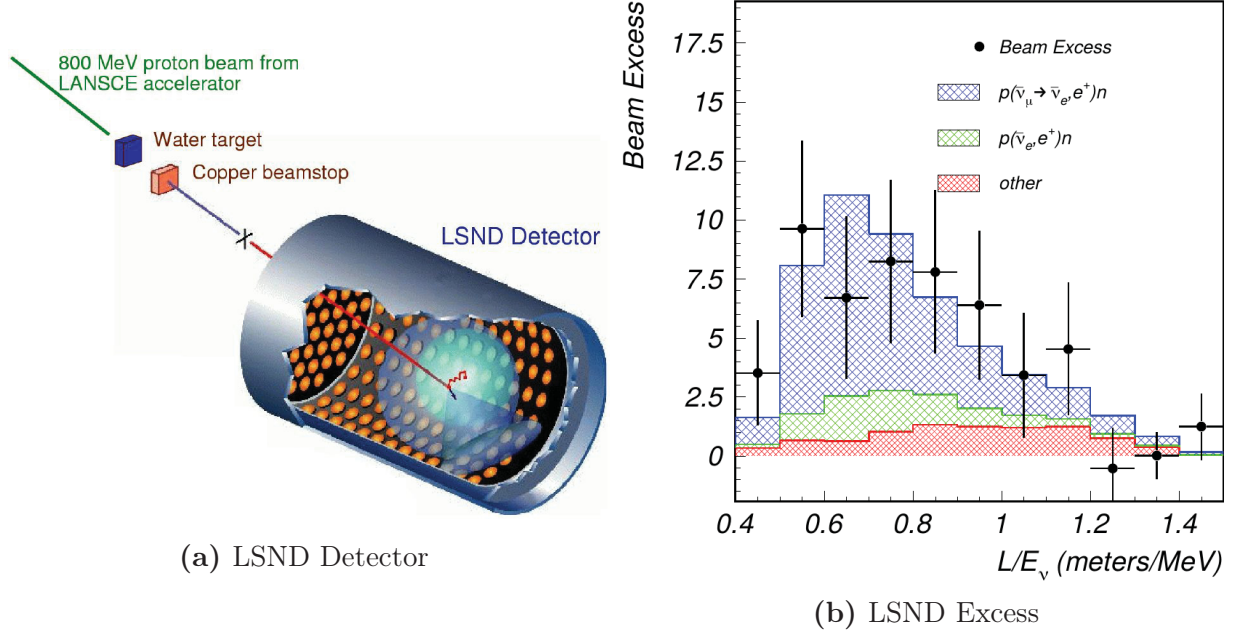 800 MeV proton beam from
LANSCE accelerator
Water target
Copper beamstop
LSND Detector
(a) LSND Detector
Beam Excess
17.5
15
12.5
10
7.5
5
2.5
0
0.4 0.6 0.8 1 1.2 1.4
L/Eν (meters/MeV)
Beam Excess
p(ν̄μ→ν̄e,e⁺)n
p(ν̄e,e⁺)n
other
(b) LSND Excess